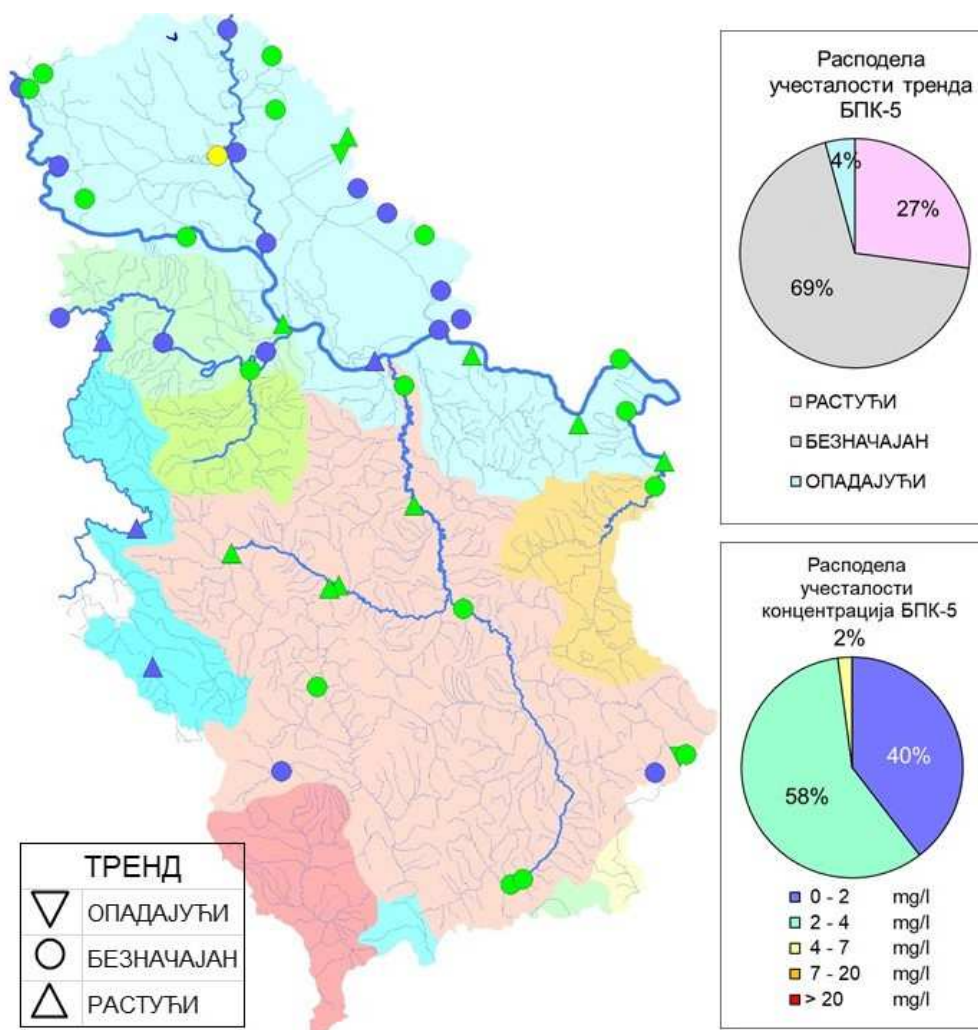 Расподела
учесталости тренда
БПК-5
4%
27%
69%
РАСТУЋИ
БЕЗНАЧАЈАН
ОПАДАЈУЋИ
Расподела
учесталости
концентрација БПК-5
2%
40%
58%
0 - 2 mg/l
2 - 4 mg/l
4 - 7 mg/l
7 - 20 mg/l
> 20 mg/l
ТРЕНД
ОПАДАЈУЋИ
БЕЗНАЧАЈАН
РАСТУЋИ